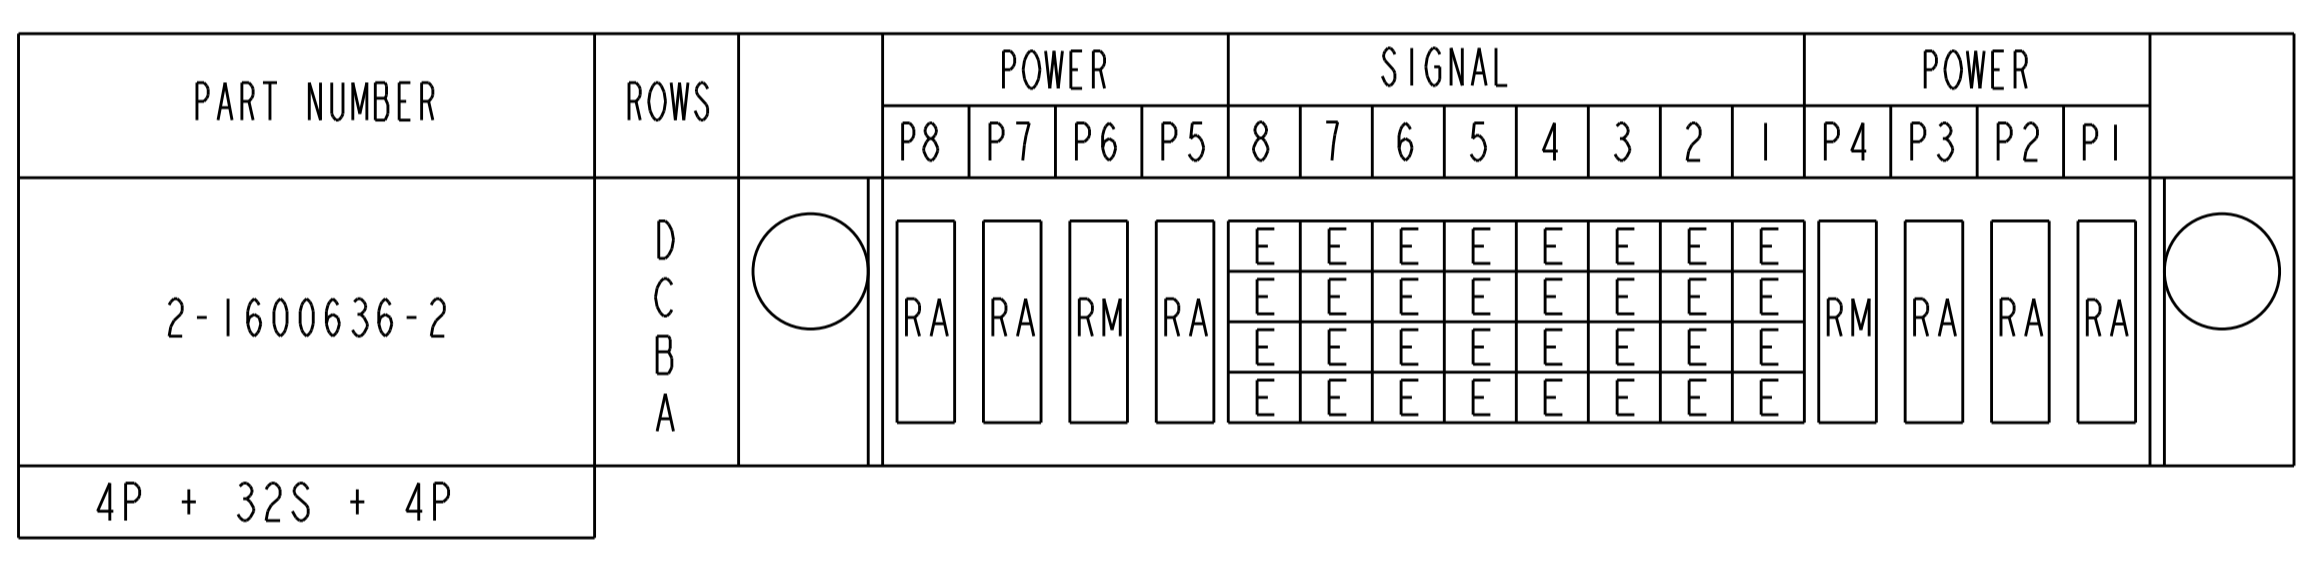 PART NUMBER ROWS POWER SIGNAL POWER
P8 P7 P6 P5 8 7 6 5 4 3 2 1 P4 P3 P2 P1
2-1600636-2
D
C
B
A
RA RA RM RA
E E E E E E E E
E E E E E E E E
E E E E E E E E
E E E E E E E E
RM RA RA RA
4P + 32S + 4P